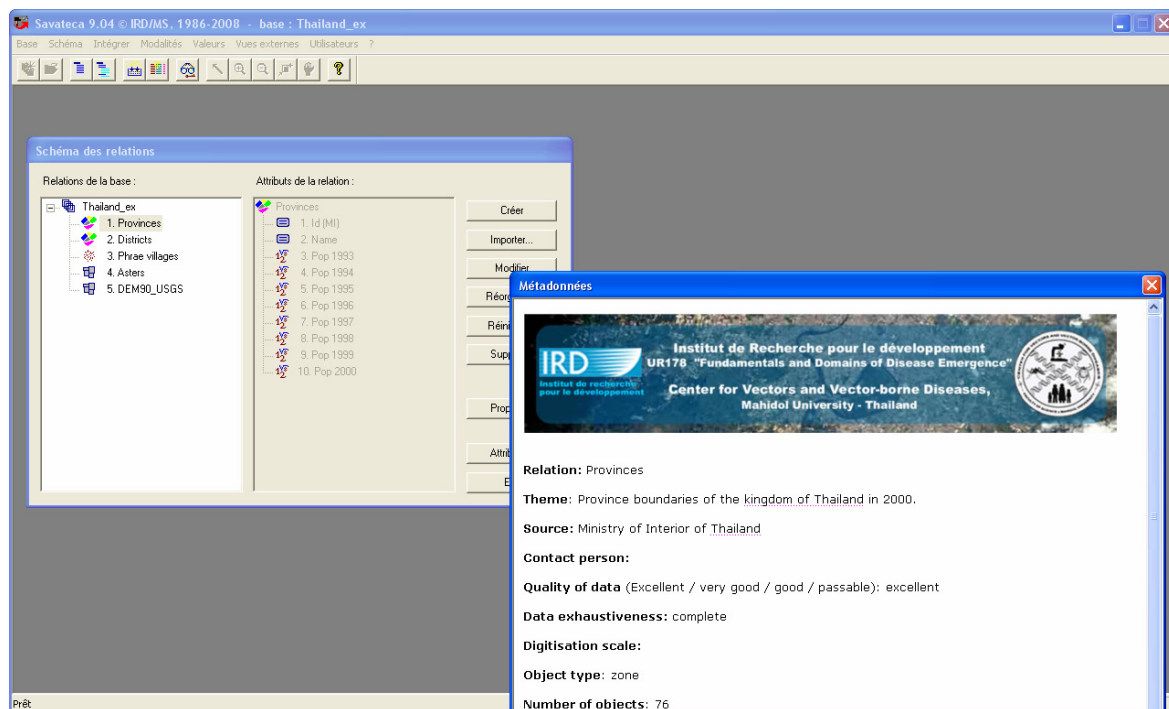 Savateca 9.04 © IRD/MS, 1986-2008 - base : Thailand_ex
Base Schéma Intégrer Modalités Valeurs Vues externes Utilisateurs ?
Schéma des relations
Relations de la base :
Attributs de la relation :
Thailand_ex
1. Provinces
2. Districts
3. Phrae villages
4. Asters
5. DEM90_USGS
Provinces
1. Id (MI)
2. Name
3. Pop 1993
4. Pop 1994
5. Pop 1995
6. Pop 1996
7. Pop 1997
8. Pop 1998
9. Pop 1999
10. Pop 2000
Créer
Importer...
Modifier
Réorg
Réini
Supp
Prop
Attrib
E
Métadonnées
IRD
Institut de recherche
pour le développement
Institut de Recherche pour le développement
UR178 "Fundamentals and Domains of Disease Emergence"
Center for Vectors and Vector-borne Diseases,
Mahidol University - Thailand
Relation: Provinces
Theme: Province boundaries of the kingdom of Thailand in 2000.
Source: Ministry of Interior of Thailand
Contact person:
Quality of data (Excellent / very good / good / passable): excellent
Data exhaustiveness: complete
Digitisation scale:
Object type: zone
Number of objects: 76
Prêt